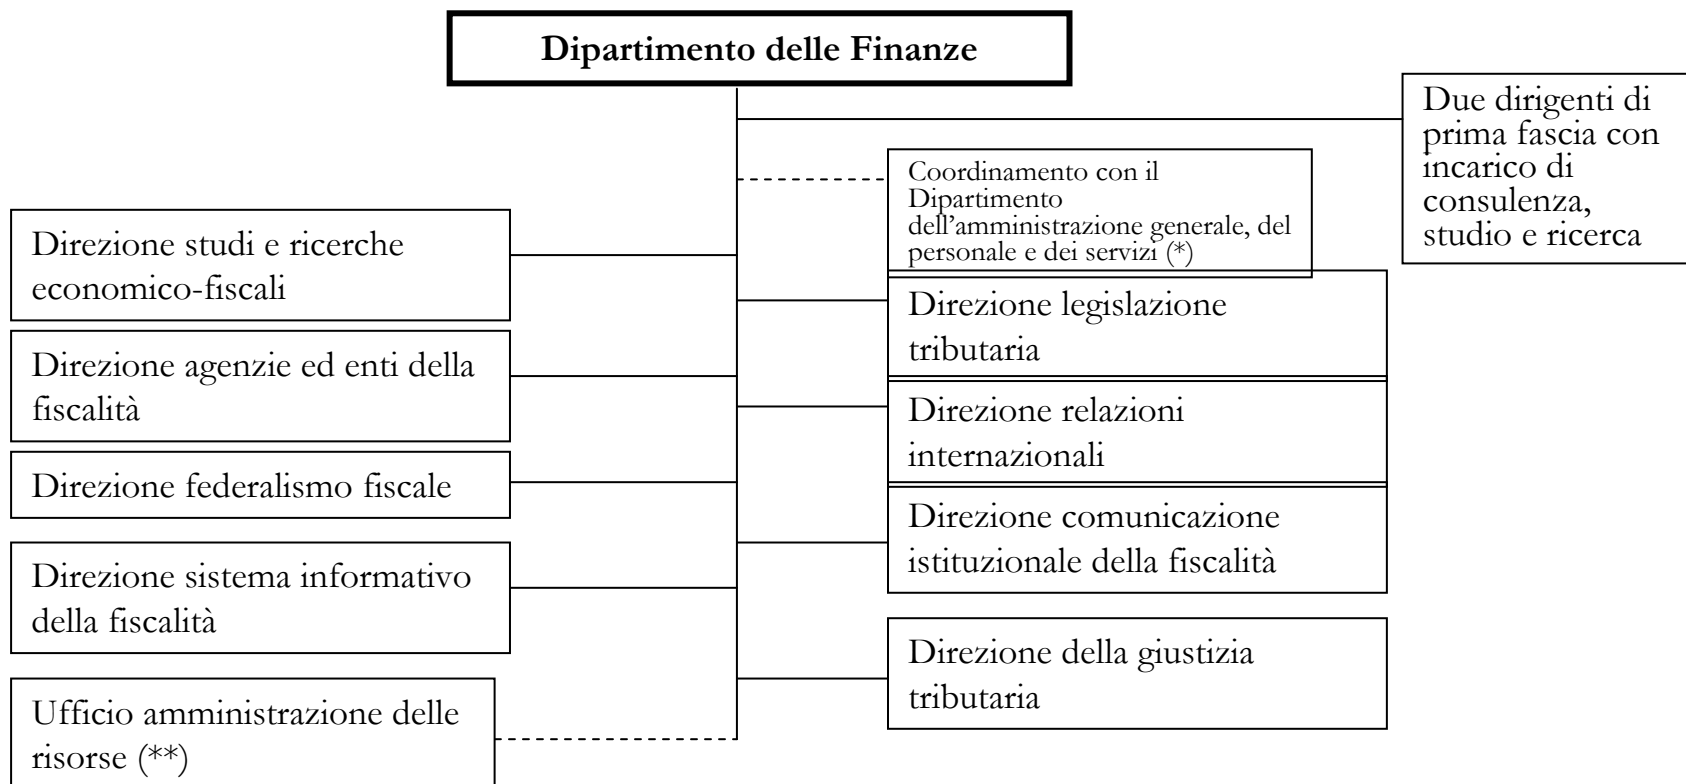 Dipartimento delle Finanze
Due dirigenti di
prima fascia con
incarico di
consulenza,
studio e ricerca
Coordinamento con il
Dipartimento
dell’amministrazione generale, del
personale e dei servizi (*)
Direzione studi e ricerche
economico-fiscali
Direzione legislazione
tributaria
Direzione agenzie ed enti della
fiscalità
Direzione relazioni
internazionali
Direzione federalismo fiscale
Direzione comunicazione
istituzionale della fiscalità
Direzione sistema informativo
della fiscalità
Direzione della giustizia
tributaria
Ufficio amministrazione delle
risorse (**)